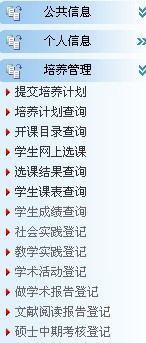 公共信息
个人信息
培养管理
提交培养计划
培养计划查询
开课目录查询
学生网上选课
选课结果查询
学生课表查询
学生成绩查询
社会实践登记
教学实践登记
学术活动登记
做学术报告登记
文献阅读报告登记
硕士中期考核登记